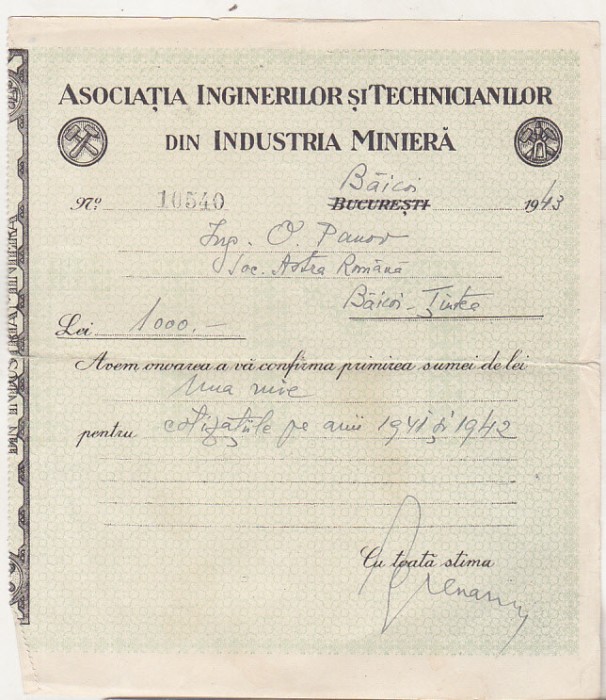 ASOCIAȚIA INGINERILOR ȘI TECHNICIANILOR
DIN INDUSTRIA MINIERĂ
Băicoi
No. 10540 BUCUREȘTI 1943
Ing. O. Panov
Soc. Astra Română
Băicoi-Țintea
Lei 1000.-
Avem onoarea a vă confirma primirea sumei de lei
Una mie
pentru cotizațiile pe anii 1941 și 1942
Cu toată stima